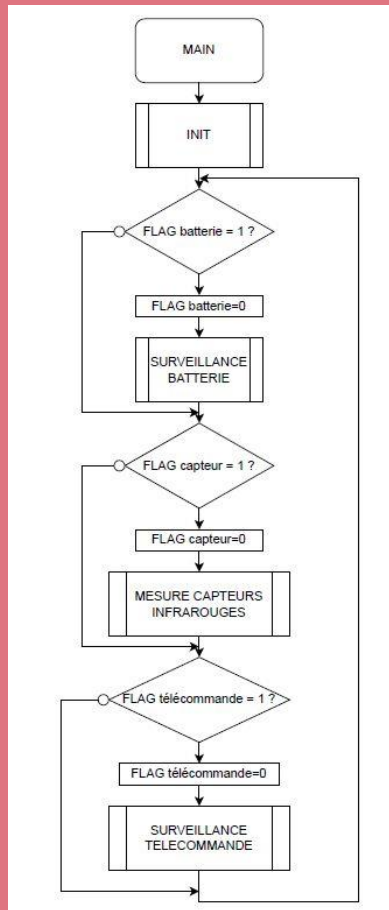 MAIN
INIT
FLAG batterie = 1 ?
FLAG batterie=0
SURVEILLANCE
BATTERIE
FLAG capteur = 1 ?
FLAG capteur=0
MESURE CAPTEURS
INFRAROUGES
FLAG télécommande = 1 ?
FLAG télécommande=0
SURVEILLANCE
TELECOMMANDE